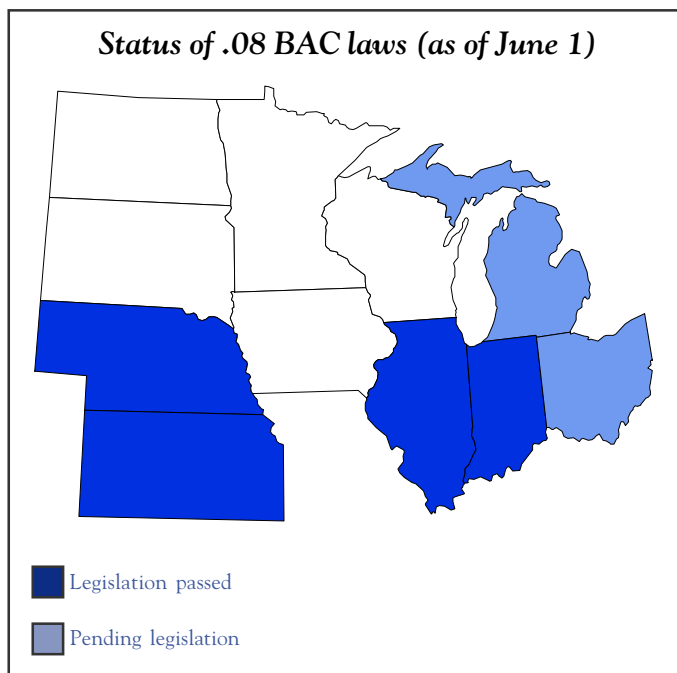 Status of .08 BAC laws (as of June 1)
Legislation passed
Pending legislation